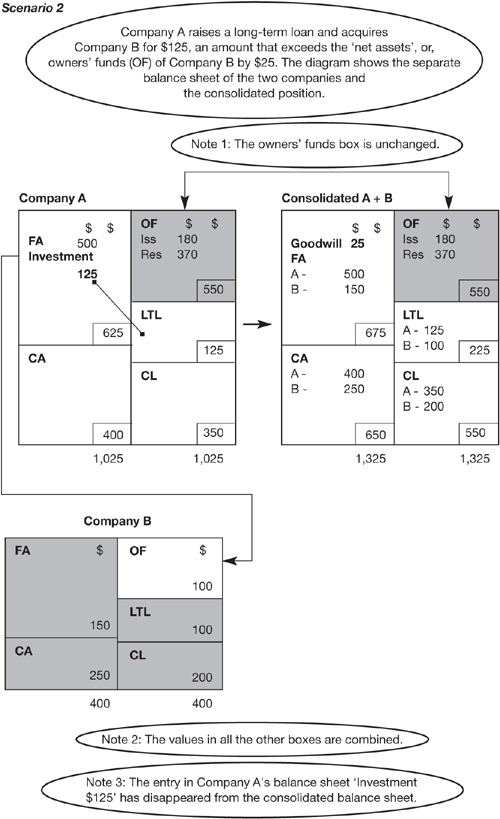 Scenario 2
Company A raises a long-term loan and acquires
Company B for $125, an amount that exceeds the 'net assets', or,
owners' funds (OF) of Company B by $25. The diagram shows the separate
balance sheet of the two companies and
the consolidated position.
Note 1: The owners' funds box is unchanged.
Company A
$ $
FA 500
Investment
125
625
CA
400
1,025
OF $ $
Iss 180
Res 370
550
LTL
125
CL
350
1,025
Consolidated A + B
$ $
Goodwill 25
FA
A - 500
B - 150
675
CA
A - 400
B - 250
650
1,325
OF $ $
Iss 180
Res 370
550
LTL
A - 125
B - 100
225
CL
A - 350
B - 200
550
1,325
Company B
FA $
150
CA
250
400
OF $
100
LTL
100
CL
200
400
Note 2: The values in all the other boxes are combined.
Note 3: The entry in Company A's balance sheet 'Investment
$125' has disappeared from the consolidated balance sheet.